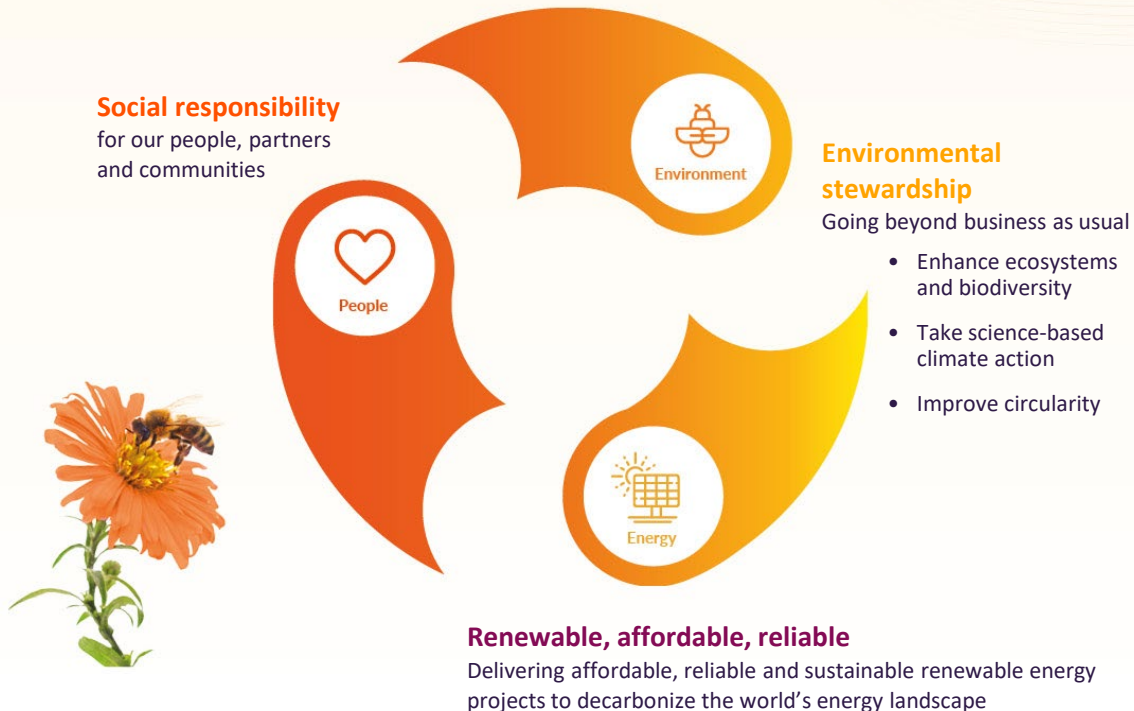 Social responsibility
for our people, partners
and communities
Environment
Environmental
stewardship
Going beyond business as usual
• Enhance ecosystems
and biodiversity
• Take science-based
climate action
• Improve circularity
People
Energy
Renewable, affordable, reliable
Delivering affordable, reliable and sustainable renewable energy
projects to decarbonize the world’s energy landscape